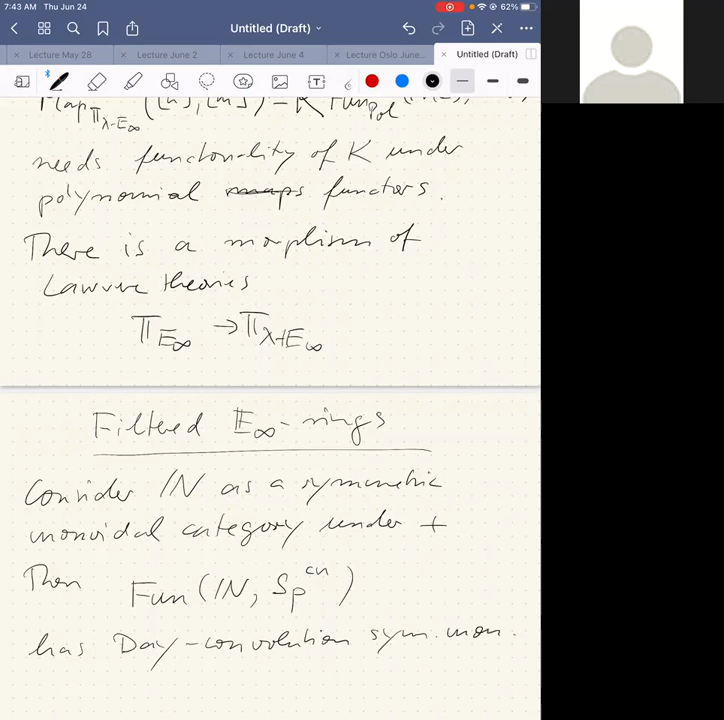 7:43 AM Thu Jun 24
62%
Untitled (Draft)
Lecture May 28
Lecture June 2
Lecture June 4
Lecture Oslo June...
Untitled (Draft)
needs functoriality of K under
polynomial maps functors.
There is a morphism of
Lawvere theories
𝕋_{E∞} → 𝕋_{λ-E∞}
Filtered 𝔼∞-rings
Consider ℕ as a symmetric
monoidal category under +
Then Fun(ℕ, Sp^{cn})
has Day-convolution sym. mon.